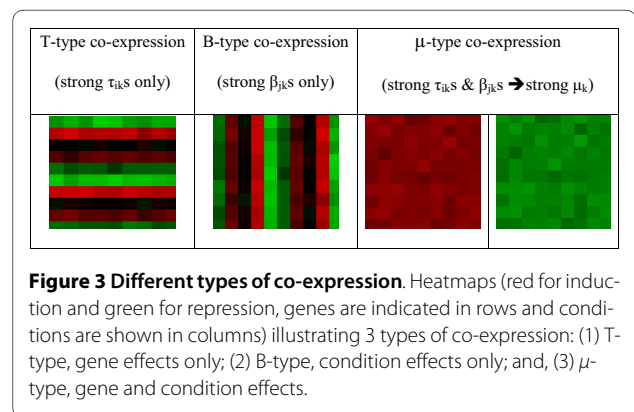 T-type co-expression
(strong τiks only)
B-type co-expression
(strong βjks only)
μ-type co-expression
(strong τiks & βjks ➔strong μk)
Figure 3 Different types of co-expression. Heatmaps (red for induc-
tion and green for repression, genes are indicated in rows and condi-
tions are shown in columns) illustrating 3 types of co-expression: (1) T-
type, gene effects only; (2) B-type, condition effects only; and, (3) μ-
type, gene and condition effects.